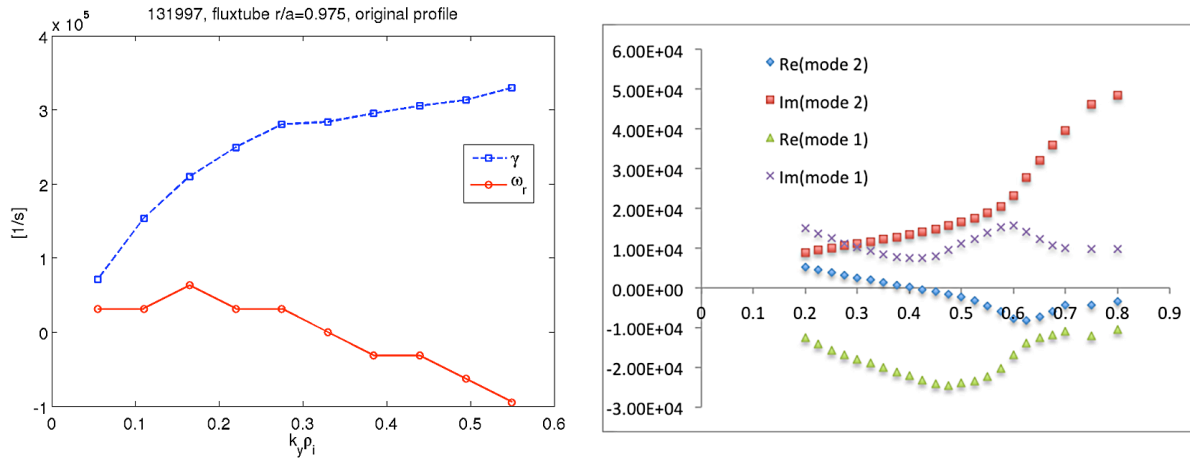 131997, fluxtube r/a=0.975, original profile
× 10⁵
4
3
2
1
0
-1
[1/s]
0
0.1
0.2
0.3
0.4
0.5
0.6
kᵧρᵢ
γ
ωᵣ
6.00E+04
5.00E+04
4.00E+04
3.00E+04
2.00E+04
1.00E+04
0.00E+00
-1.00E+04
-2.00E+04
-3.00E+04
0
0.1
0.2
0.3
0.4
0.5
0.6
0.7
0.8
0.9
Re(mode 2)
Im(mode 2)
Re(mode 1)
Im(mode 1)